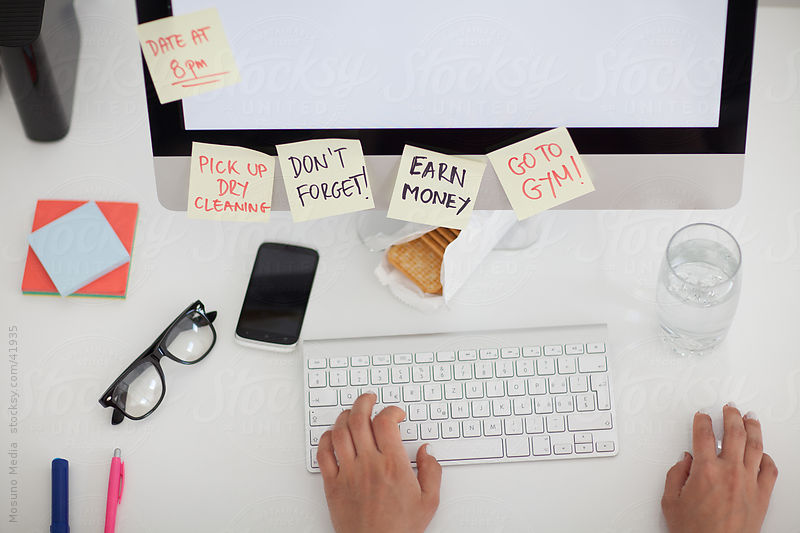 DATE AT
8pm
PICK UP
DRY
CLEANING
DON'T
FORGET!
EARN
MONEY
GO TO
GYM!
Stocksy
UNITED
Mosuno Media stocksy.com/41935